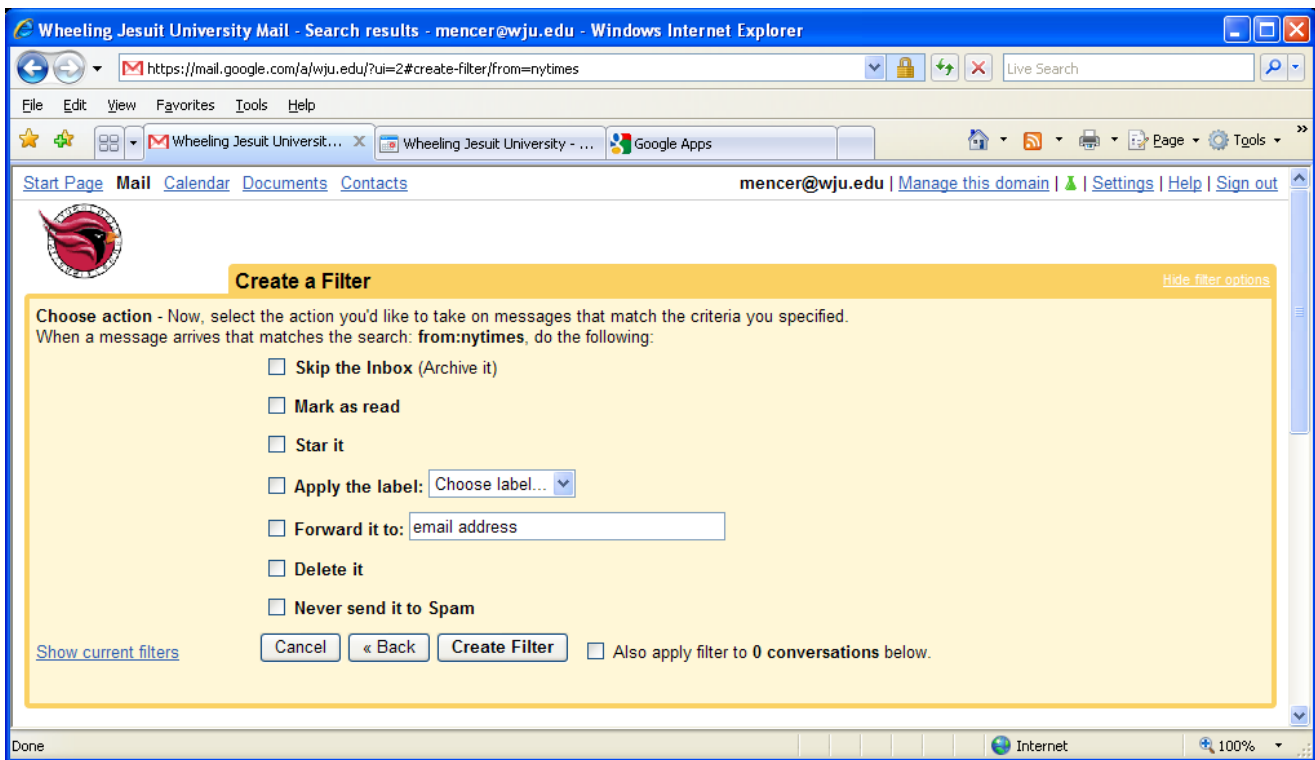 Wheeling Jesuit University Mail - Search results - mencer@wju.edu - Windows Internet Explorer
https://mail.google.com/a/wju.edu/?ui=2#create-filter/from=nytimes Live Search
File Edit View Favorites Tools Help
Wheeling Jesuit Universit... Wheeling Jesuit University - ... Google Apps Page Tools »
Start Page Mail Calendar Documents Contacts mencer@wju.edu | Manage this domain | | Settings | Help | Sign out
Create a Filter Hide filter options
Choose action - Now, select the action you'd like to take on messages that match the criteria you specified.
When a message arrives that matches the search: from:nytimes, do the following:
Skip the Inbox (Archive it)
Mark as read
Star it
Apply the label: Choose label...
Forward it to: email address
Delete it
Never send it to Spam
Show current filters Cancel « Back Create Filter Also apply filter to 0 conversations below.
Done Internet 100%